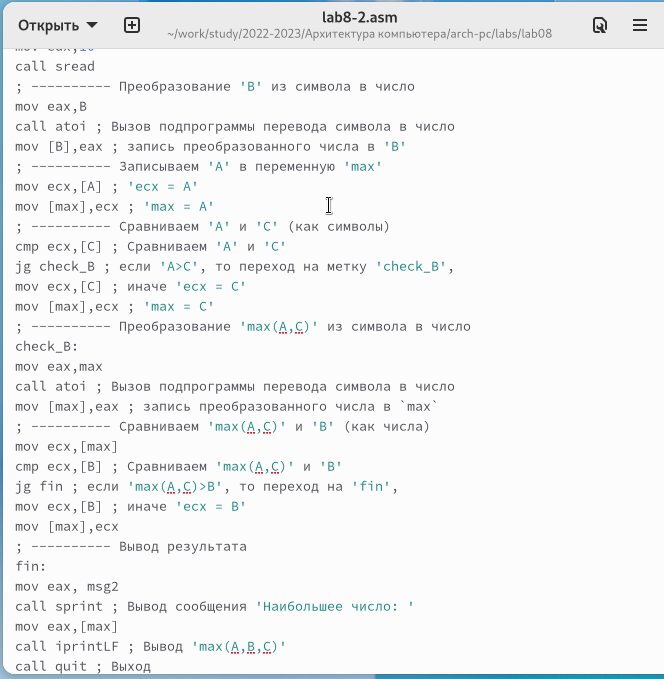 Открыть
lab8-2.asm
~/work/study/2022-2023/Архитектура компьютера/arch-pc/labs/lab08
mov eax,10
call sread
; ---------- Преобразование 'B' из символа в число
mov eax,B
call atoi ; Вызов подпрограммы перевода символа в число
mov [B],eax ; запись преобразованного числа в 'B'
; ---------- Записываем 'A' в переменную 'max'
mov ecx,[A] ; 'ecx = A'
mov [max],ecx ; 'max = A'
; ---------- Сравниваем 'A' и 'С' (как символы)
cmp ecx,[C] ; Сравниваем 'A' и 'С'
jg check_B ; если 'A>C', то переход на метку 'check_B',
mov ecx,[C] ; иначе 'ecx = C'
mov [max],ecx ; 'max = C'
; ---------- Преобразование 'max(A,C)' из символа в число
check_B:
mov eax,max
call atoi ; Вызов подпрограммы перевода символа в число
mov [max],eax ; запись преобразованного числа в `max`
; ---------- Сравниваем 'max(A,C)' и 'B' (как числа)
mov ecx,[max]
cmp ecx,[B] ; Сравниваем 'max(A,C)' и 'B'
jg fin ; если 'max(A,C)>B', то переход на 'fin',
mov ecx,[B] ; иначе 'ecx = B'
mov [max],ecx
; ---------- Вывод результата
fin:
mov eax, msg2
call sprint ; Вывод сообщения 'Наибольшее число: '
mov eax,[max]
call iprintLF ; Вывод 'max(A,B,C)'
call quit ; Выход